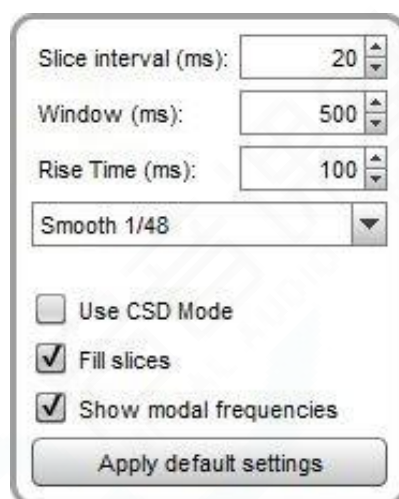 Slice interval (ms): 20
Window (ms): 500
Rise Time (ms): 100
Smooth 1/48
Use CSD Mode
Fill slices
Show modal frequencies
Apply default settings